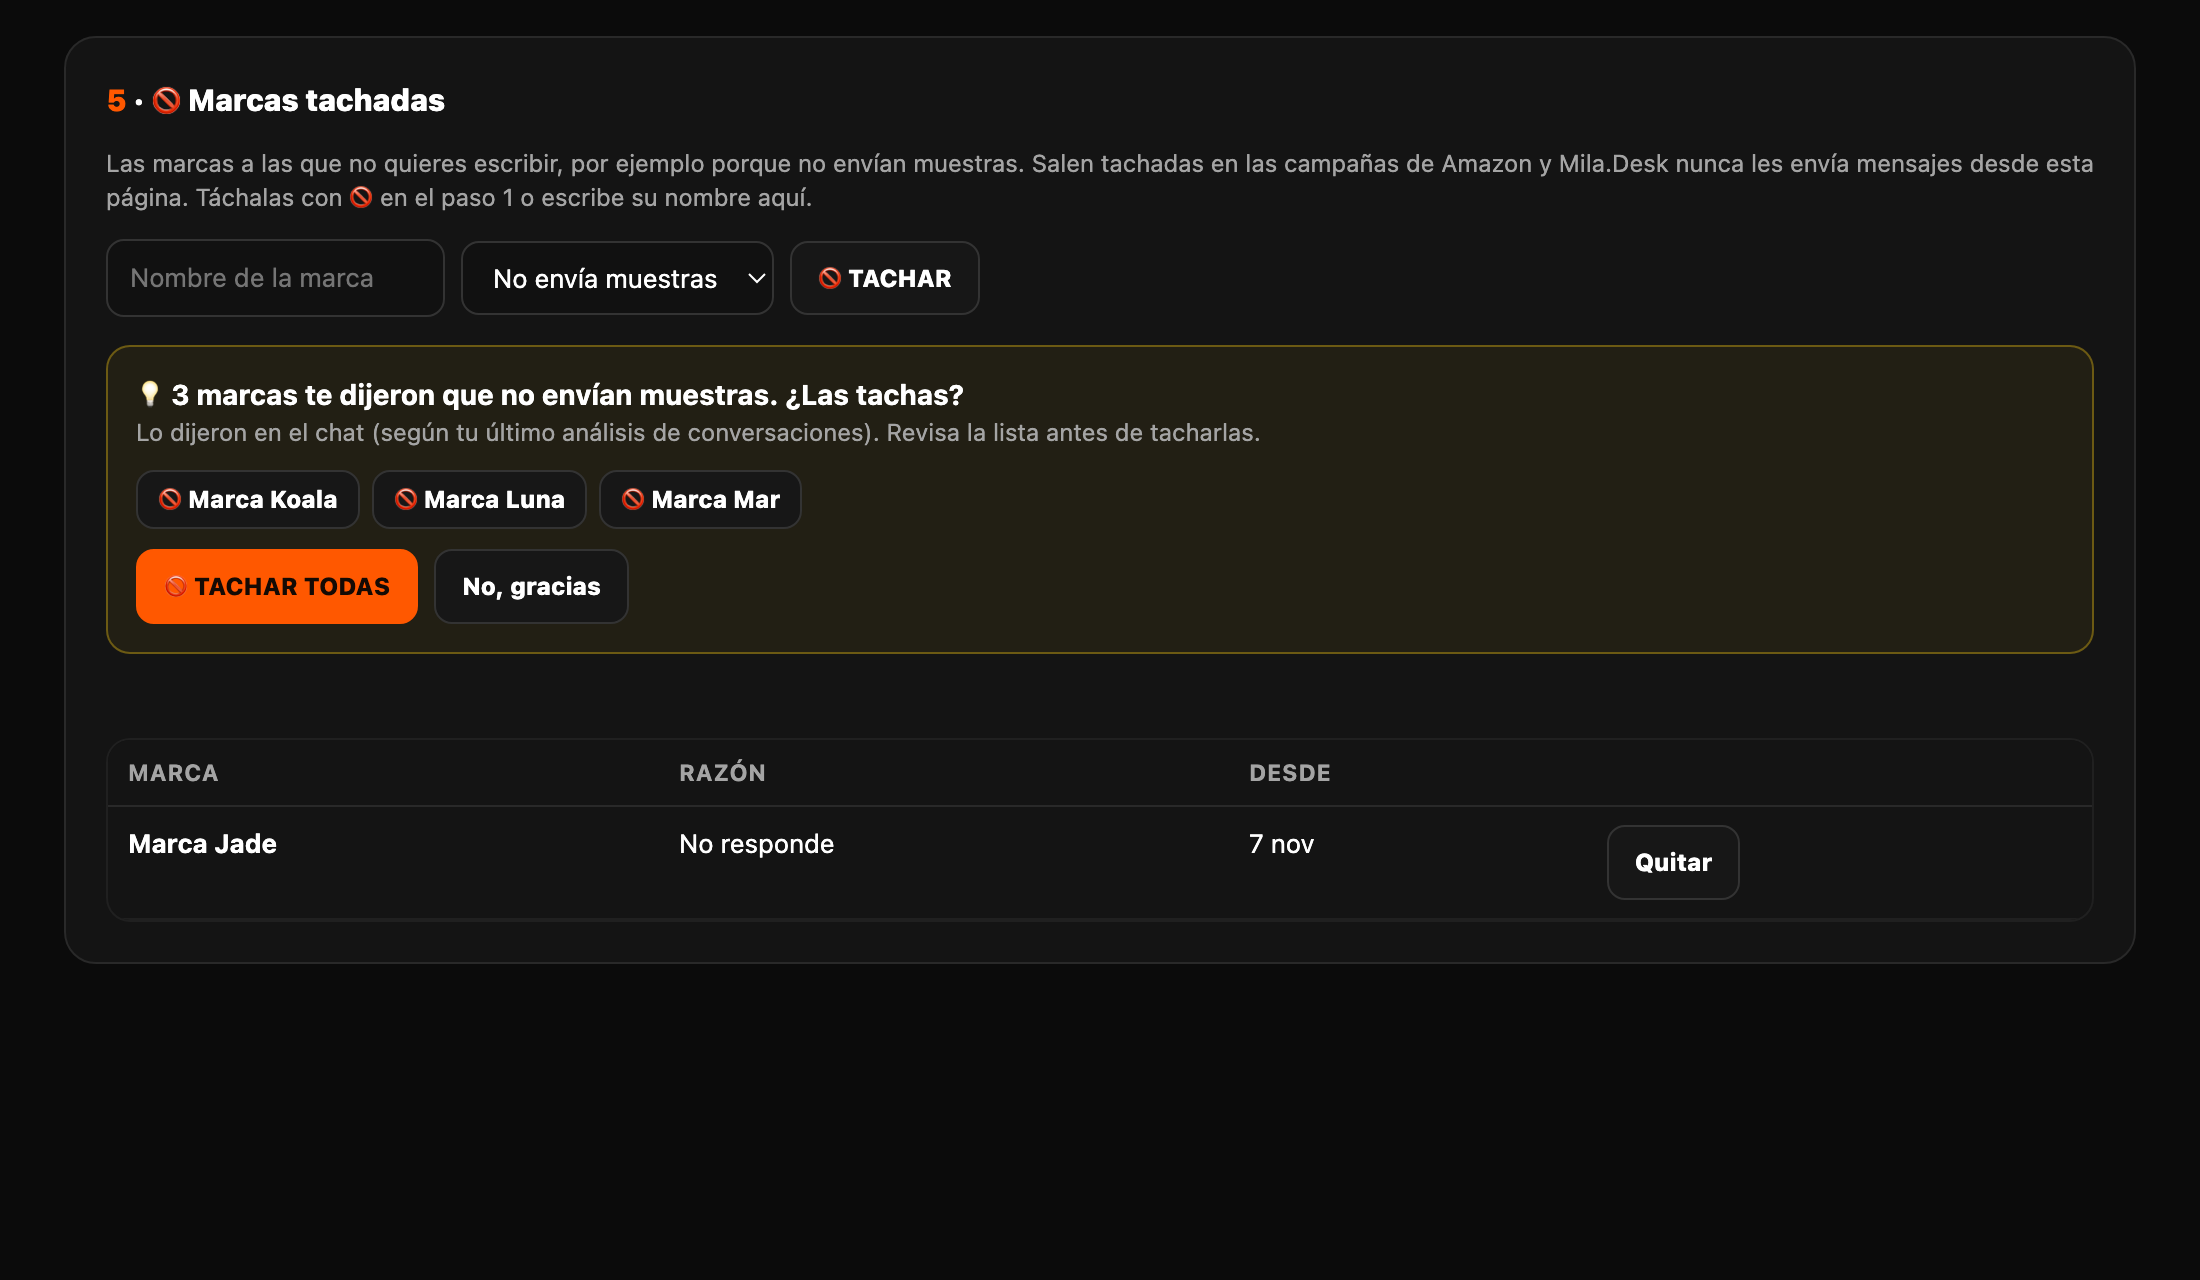 5 · 🚫 Marcas tachadas
Las marcas a las que no quieres escribir, por ejemplo porque no envían muestras. Salen tachadas en las campañas de Amazon y Mila.Desk nunca les envía mensajes desde esta
página. Táchalas con 🚫 en el paso 1 o escribe su nombre aquí.
Nombre de la marca
No envía muestras
🚫 TACHAR
💡 3 marcas te dijeron que no envían muestras. ¿Las tachas?
Lo dijeron en el chat (según tu último análisis de conversaciones). Revisa la lista antes de tacharlas.
🚫 Marca Koala
🚫 Marca Luna
🚫 Marca Mar
🚫 TACHAR TODAS
No, gracias
MARCA RAZÓN DESDE
Marca Jade No responde 7 nov Quitar